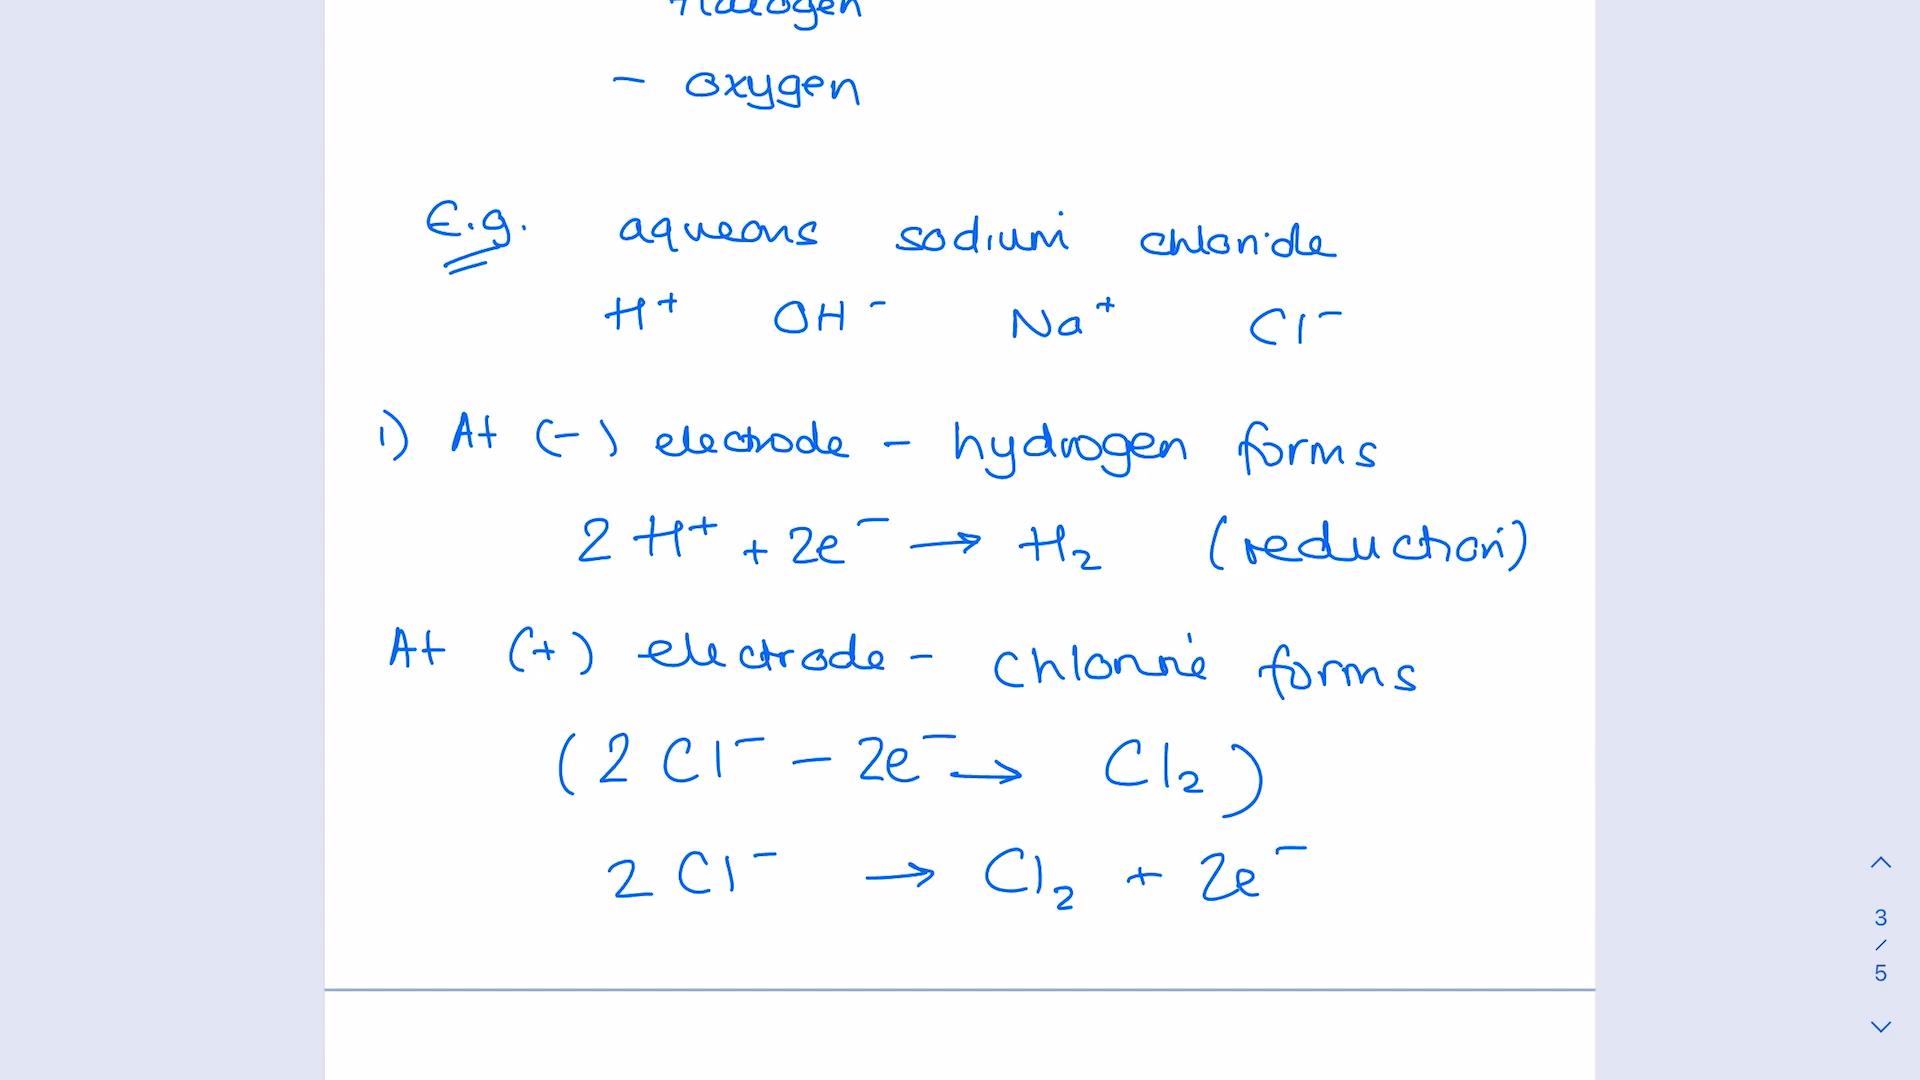 Halogen
- oxygen
E.g. aqueous sodium chloride
H⁺ OH⁻ Na⁺ Cl⁻
1) At (-) electrode - hydrogen forms
2H⁺ + 2e⁻ → H₂ (reduction)
At (+) electrode - chlorine forms
(2Cl⁻ - 2e⁻ → Cl₂)
2Cl⁻ → Cl₂ + 2e⁻
3
/
5